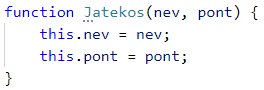 function Jatekos(nev, pont) {
    this.nev = nev;
    this.pont = pont;
}